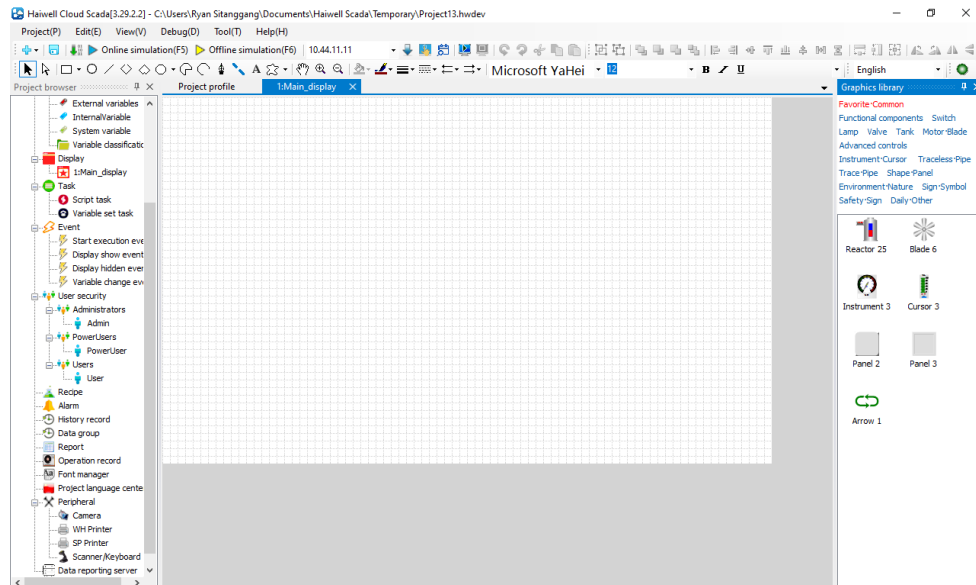 Haiwell Cloud Scada[3.29.2.2] - C:\Users\Ryan Sitanggang\Documents\Haiwell Scada\Temporary\Project13.hwdev
Project(P) Edit(E) View(V) Debug(D) Tool(T) Help(H)
Online simulation(F5) Offline simulation(F6) 10.44.11.11
A Microsoft YaHei 12 B I U English
Project browser
Project profile 1:Main_display
Graphics library
External variables
InternalVariable
System variable
Variable classificatic
Display
1:Main_display
Task
Script task
Variable set task
Event
Start execution eve
Display show event
Display hidden ever
Variable change ev
User security
Administrators
Admin
PowerUsers
PowerUser
Users
User
Recipe
Alarm
History record
Data group
Report
Operation record
Font manager
Project language cente
Peripheral
Camera
WH Printer
SP Printer
Scanner/Keyboard
Data reporting server
Favorite·Common
Functional components Switch
Lamp Valve Tank Motor·Blade
Advanced controls
Instrument·Cursor Traceless·Pipe
Trace·Pipe Shape·Panel
Environment·Nature Sign·Symbol
Safety·Sign Daily·Other
Reactor 25 Blade 6
Instrument 3 Cursor 3
Panel 2 Panel 3
Arrow 1